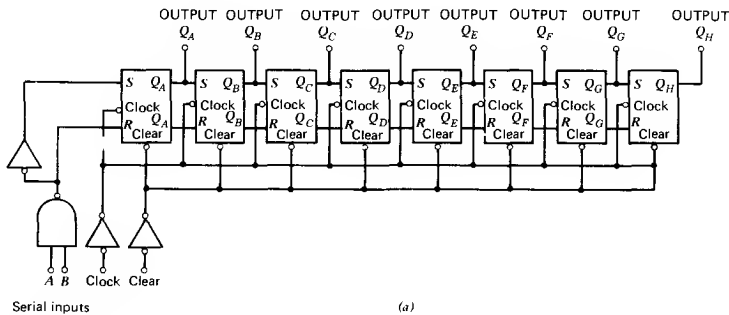 OUTPUT OUTPUT OUTPUT OUTPUT OUTPUT OUTPUT OUTPUT OUTPUT
Q_A Q_B Q_C Q_D Q_E Q_F Q_G Q_H
S Q_A S Q_B S Q_C S Q_D S Q_E S Q_F S Q_G S Q_H
Clock Clock Clock Clock Clock Clock Clock Clock
Q_A Q_B Q_C Q_D Q_E Q_F Q_G
R R R R R R R R
Clear Clear Clear Clear Clear Clear Clear Clear
A B Clock Clear
Serial inputs (a)